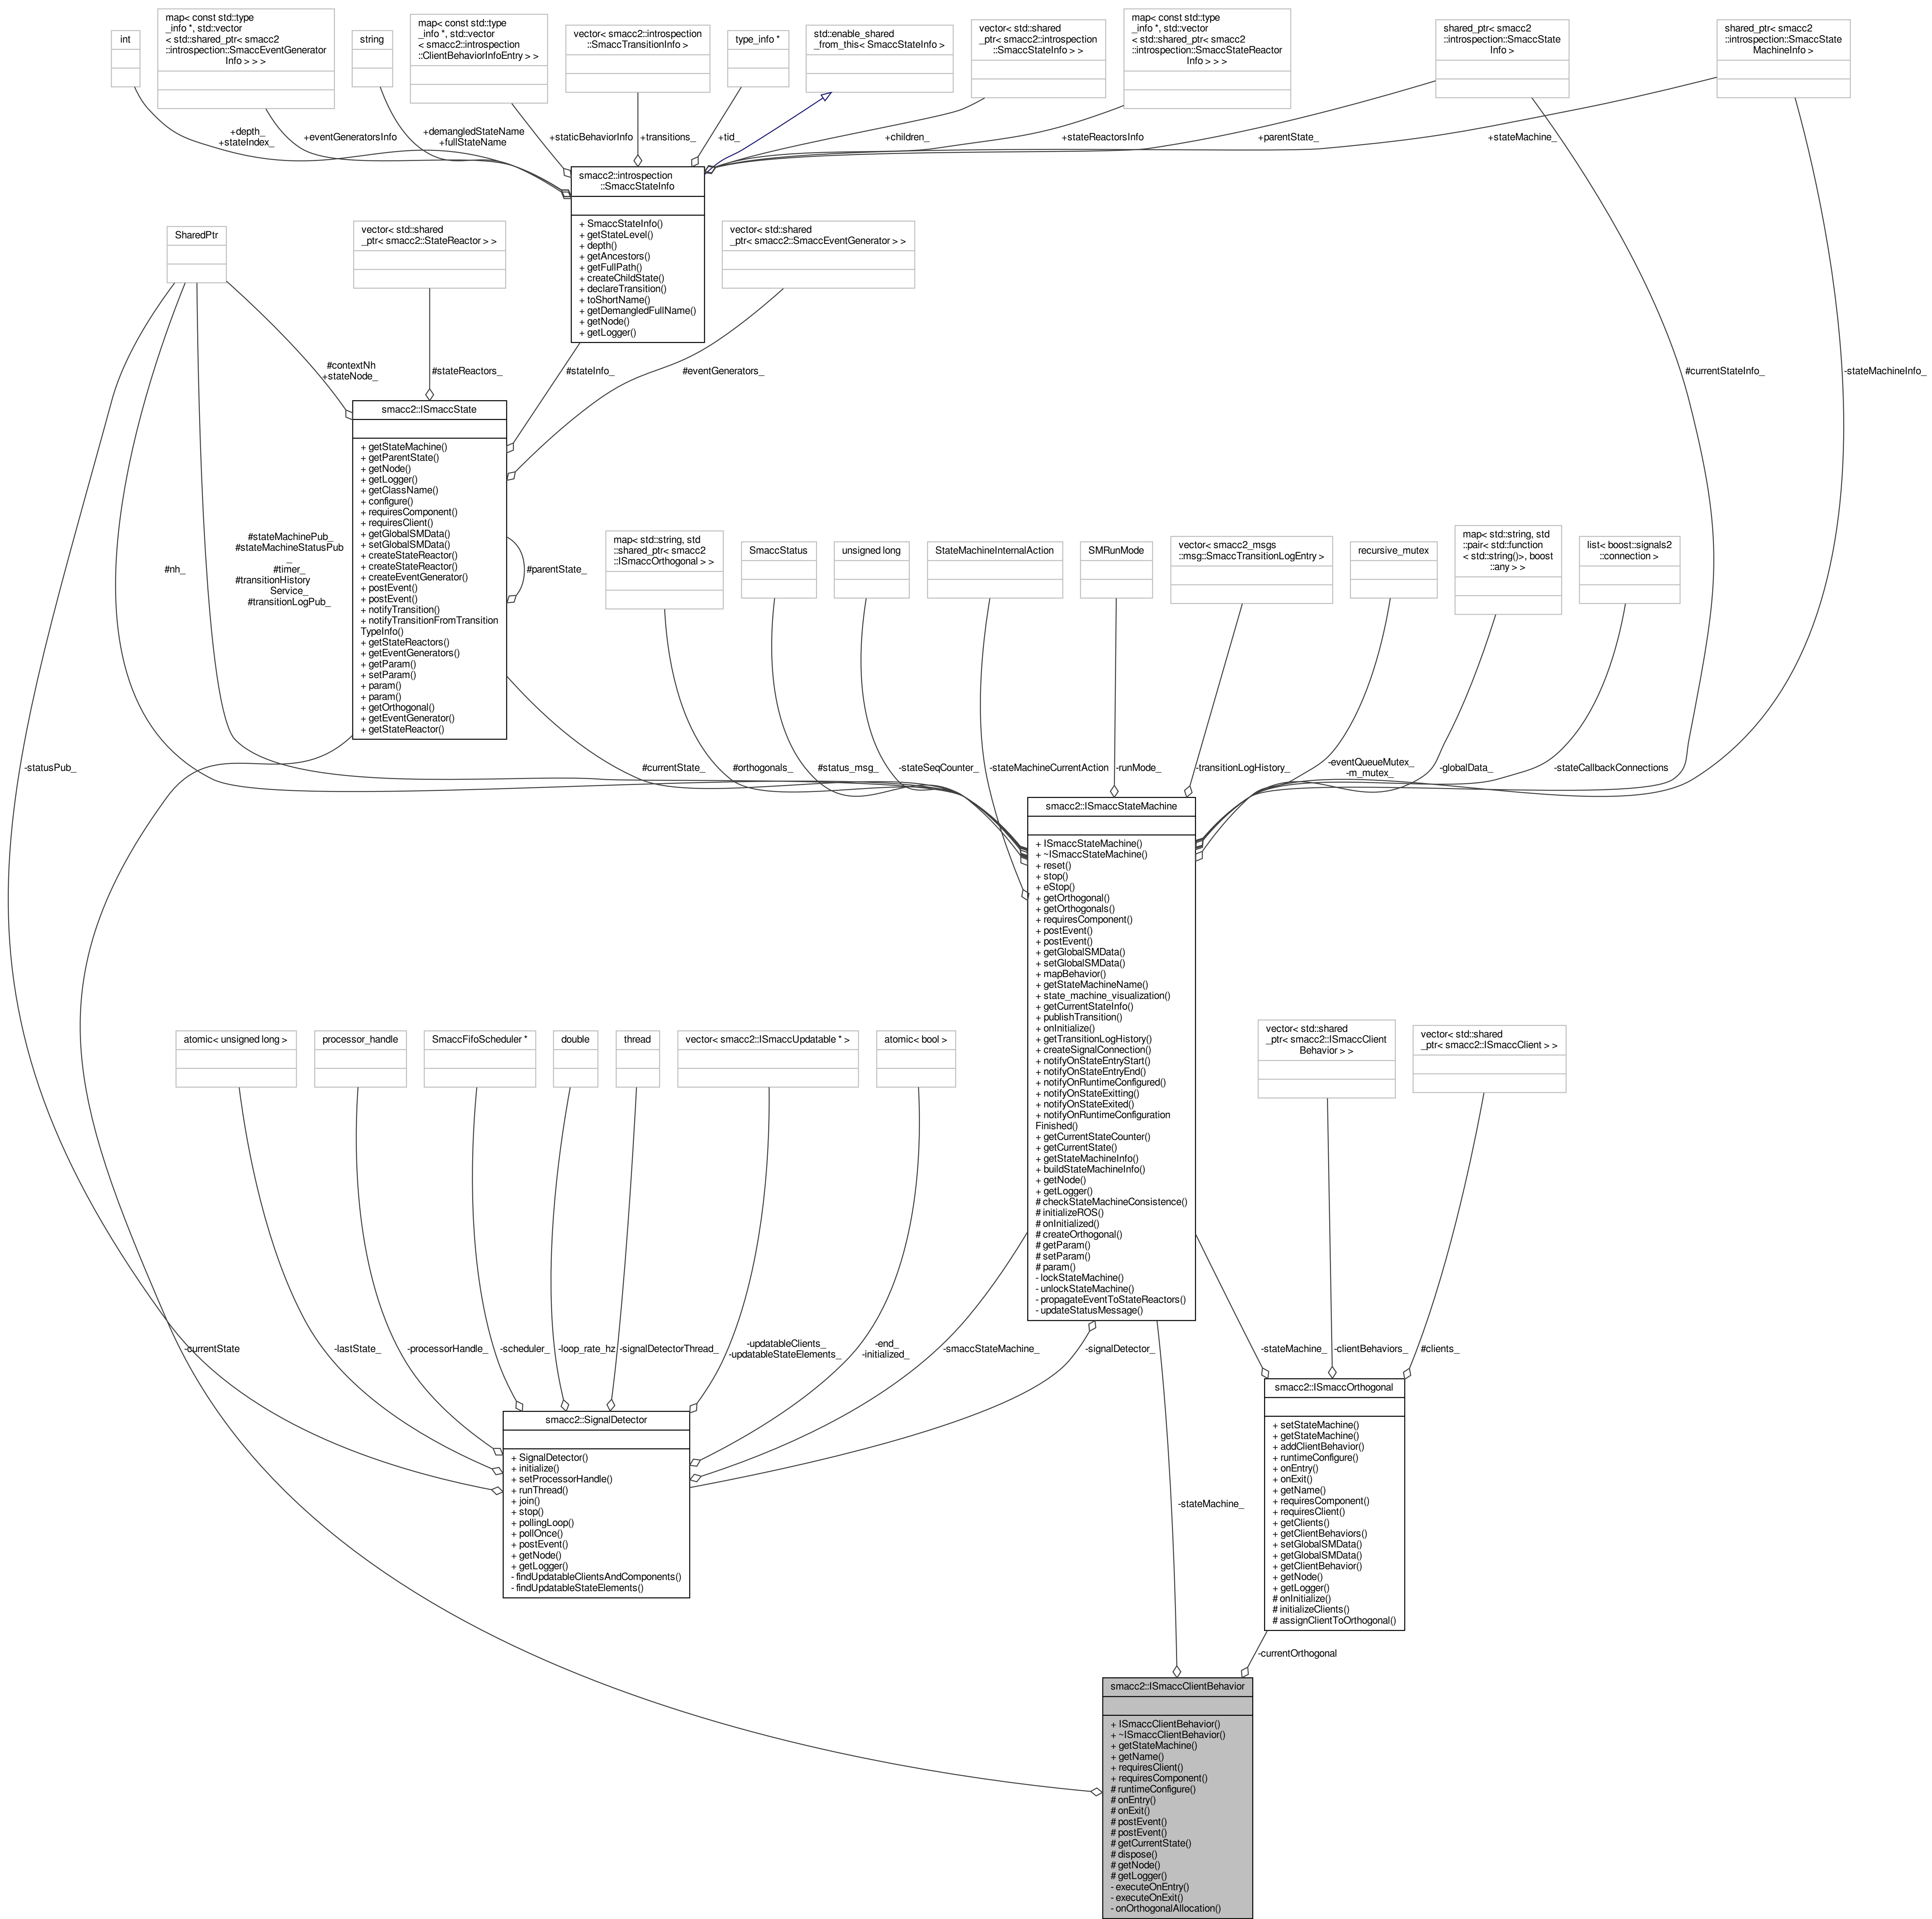 int
map< const std::type
_info *, std::vector
< std::shared_ptr< smacc2
::introspection::SmaccEventGenerator
Info > > >
string
map< const std::type
_info *, std::vector
< smacc2::introspection
::ClientBehaviorInfoEntry > >
vector< smacc2::introspection
::SmaccTransitionInfo >
type_info *
std::enable_shared
_from_this< SmaccStateInfo >
vector< std::shared
_ptr< smacc2::introspection
::SmaccStateInfo > >
map< const std::type
_info *, std::vector
< std::shared_ptr< smacc2
::introspection::SmaccStateReactor
Info > > >
shared_ptr< smacc2
::introspection::SmaccState
Info >
shared_ptr< smacc2
::introspection::SmaccState
MachineInfo >
+depth_
+stateIndex_
+eventGeneratorsInfo
+demangledStateName
+fullStateName
+staticBehaviorInfo
+transitions_
+tid_
+children_
+stateReactorsInfo
+parentState_
+stateMachine_
smacc2::introspection
::SmaccStateInfo
+ SmaccStateInfo()
+ getStateLevel()
+ depth()
+ getAncestors()
+ getFullPath()
+ createChildState()
+ declareTransition()
+ toShortName()
+ getDemangledFullName()
+ getNode()
+ getLogger()
SharedPtr
vector< std::shared
_ptr< smacc2::StateReactor > >
vector< std::shared
_ptr< smacc2::SmaccEventGenerator > >
#contextNh
+stateNode_
#stateReactors_
#stateInfo_
#eventGenerators_
#currentStateInfo_
-stateMachineInfo_
smacc2::ISmaccState
+ getStateMachine()
+ getParentState()
+ getNode()
+ getLogger()
+ getClassName()
+ configure()
+ requiresComponent()
+ requiresClient()
+ getGlobalSMData()
+ setGlobalSMData()
+ createStateReactor()
+ createStateReactor()
+ createEventGenerator()
+ postEvent()
+ postEvent()
+ notifyTransition()
+ notifyTransitionFromTransition
TypeInfo()
+ getStateReactors()
+ getEventGenerators()
+ getParam()
+ setParam()
+ param()
+ param()
+ getOrthogonal()
+ getEventGenerator()
+ getStateReactor()
#parentState_
#nh_
#stateMachinePub_
#stateMachineStatusPub
_
#timer_
#transitionHistory
Service_
#transitionLogPub_
map< std::string, std
::shared_ptr< smacc2
::ISmaccOrthogonal > >
SmaccStatus
unsigned long
StateMachineInternalAction
SMRunMode
vector< smacc2_msgs
::msg::SmaccTransitionLogEntry >
recursive_mutex
map< std::string, std
::pair< std::function
< std::string()>, boost
::any > >
list< boost::signals2
::connection >
-statusPub_
#currentState_
#orthogonals_
#status_msg_
-stateSeqCounter_
-stateMachineCurrentAction
-runMode_
-transitionLogHistory_
-eventQueueMutex_
-m_mutex_
-globalData_
-stateCallbackConnections
smacc2::ISmaccStateMachine
+ ISmaccStateMachine()
+ ~ISmaccStateMachine()
+ reset()
+ stop()
+ eStop()
+ getOrthogonal()
+ getOrthogonals()
+ requiresComponent()
+ postEvent()
+ postEvent()
+ getGlobalSMData()
+ setGlobalSMData()
+ mapBehavior()
+ getStateMachineName()
+ state_machine_visualization()
+ getCurrentStateInfo()
+ publishTransition()
+ onInitialize()
+ getTransitionLogHistory()
+ createSignalConnection()
+ notifyOnStateEntryStart()
+ notifyOnStateEntryEnd()
+ notifyOnRuntimeConfigured()
+ notifyOnStateExitting()
+ notifyOnStateExited()
+ notifyOnRuntimeConfiguration
Finished()
+ getCurrentStateCounter()
+ getCurrentState()
+ getStateMachineInfo()
+ buildStateMachineInfo()
+ getNode()
+ getLogger()
# checkStateMachineConsistence()
# initializeROS()
# onInitialized()
# createOrthogonal()
# getParam()
# setParam()
# param()
- lockStateMachine()
- unlockStateMachine()
- propagateEventToStateReactors()
- updateStatusMessage()
atomic< unsigned long >
processor_handle
SmaccFifoScheduler *
double
thread
vector< smacc2::ISmaccUpdatable * >
atomic< bool >
vector< std::shared
_ptr< smacc2::ISmaccClient
Behavior > >
vector< std::shared
_ptr< smacc2::ISmaccClient > >
-currentState
-lastState_
-processorHandle_
-scheduler_
-loop_rate_hz
-signalDetectorThread_
-updatableClients_
-updatableStateElements_
-end_
-initialized_
-smaccStateMachine_
-signalDetector_
-stateMachine_
-clientBehaviors_
#clients_
smacc2::SignalDetector
+ SignalDetector()
+ initialize()
+ setProcessorHandle()
+ runThread()
+ join()
+ stop()
+ pollingLoop()
+ pollOnce()
+ postEvent()
+ getNode()
+ getLogger()
- findUpdatableClientsAndComponents()
- findUpdatableStateElements()
smacc2::ISmaccOrthogonal
+ setStateMachine()
+ getStateMachine()
+ addClientBehavior()
+ runtimeConfigure()
+ onEntry()
+ onExit()
+ getName()
+ requiresComponent()
+ requiresClient()
+ getClients()
+ getClientBehaviors()
+ setGlobalSMData()
+ getGlobalSMData()
+ getClientBehavior()
+ getNode()
+ getLogger()
# onInitialize()
# initializeClients()
# assignClientToOrthogonal()
-stateMachine_
-currentOrthogonal
smacc2::ISmaccClientBehavior
+ ISmaccClientBehavior()
+ ~ISmaccClientBehavior()
+ getStateMachine()
+ getName()
+ requiresClient()
+ requiresComponent()
# runtimeConfigure()
# onEntry()
# onExit()
# postEvent()
# postEvent()
# getCurrentState()
# dispose()
# getNode()
# getLogger()
- executeOnEntry()
- executeOnExit()
- onOrthogonalAllocation()